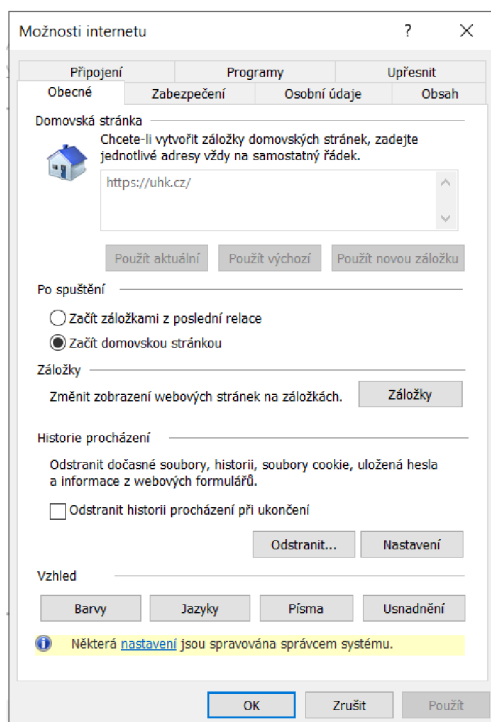 Možnosti internetu ?
Připojení Programy Upřesnit
Obecné Zabezpečení Osobní údaje Obsah
Domovská stránka
Chcete-li vytvořit záložky domovských stránek, zadejte
jednotlivé adresy vždy na samostatný řádek.
https://uhk.cz/
Použít aktuální Použít výchozí Použít novou záložku
Po spuštění
Začít záložkami z poslední relace
Začít domovskou stránkou
Záložky
Změnit zobrazení webových stránek na záložkách. Záložky
Historie procházení
Odstranit dočasné soubory, historii, soubory cookie, uložená hesla
a informace z webových formulářů.
Odstranit historii procházení při ukončení
Odstranit... Nastavení
Vzhled
Barvy Jazyky Písma Usnadnění
Některá nastavení jsou spravována správcem systému.
OK Zrušit Použít